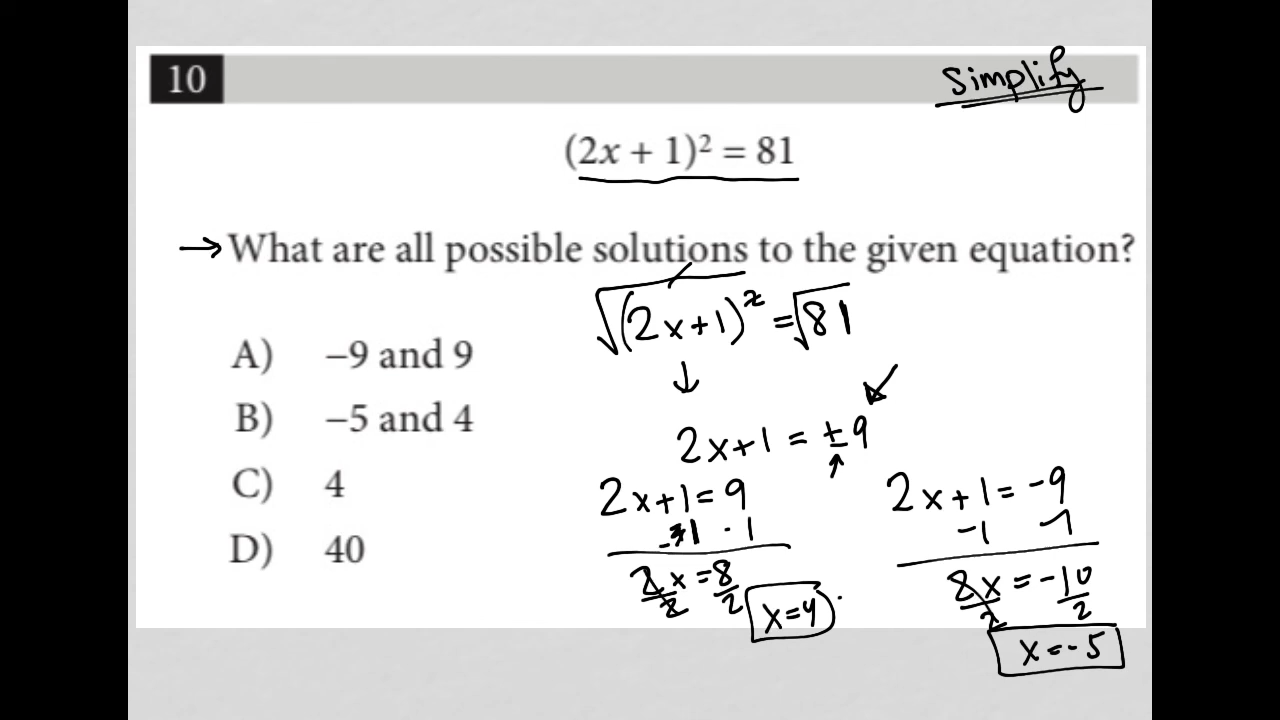 10
Simplify
(2x + 1)² = 81
→ What are all possible solutions to the given equation?
√(2x+1)² = √81
A) −9 and 9
↓ ↙
B) −5 and 4
2x+1 = ±9
↑
C) 4
2x+1 = 9
-1 -1
2x/2 = 8/2
x=4
2x+1 = -9
-1 -1
2x/2 = -10/2
x=-5
D) 40